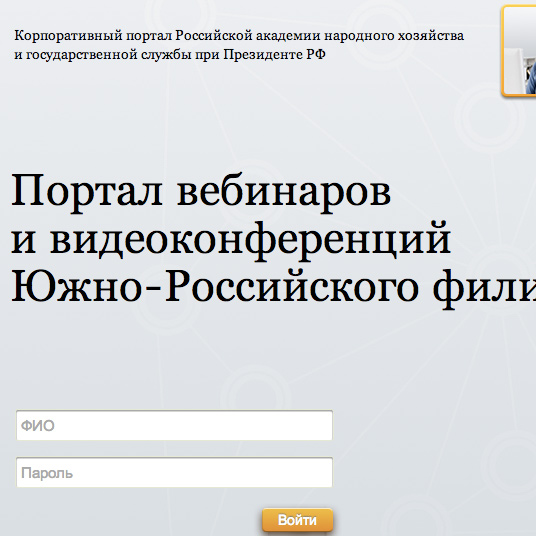 Корпоративный портал Российской академии народного хозяйства
и государственной службы при Президенте РФ
Портал вебинаров
и видеоконференций
Южно-Российского фили
ФИО
Пароль
Войти